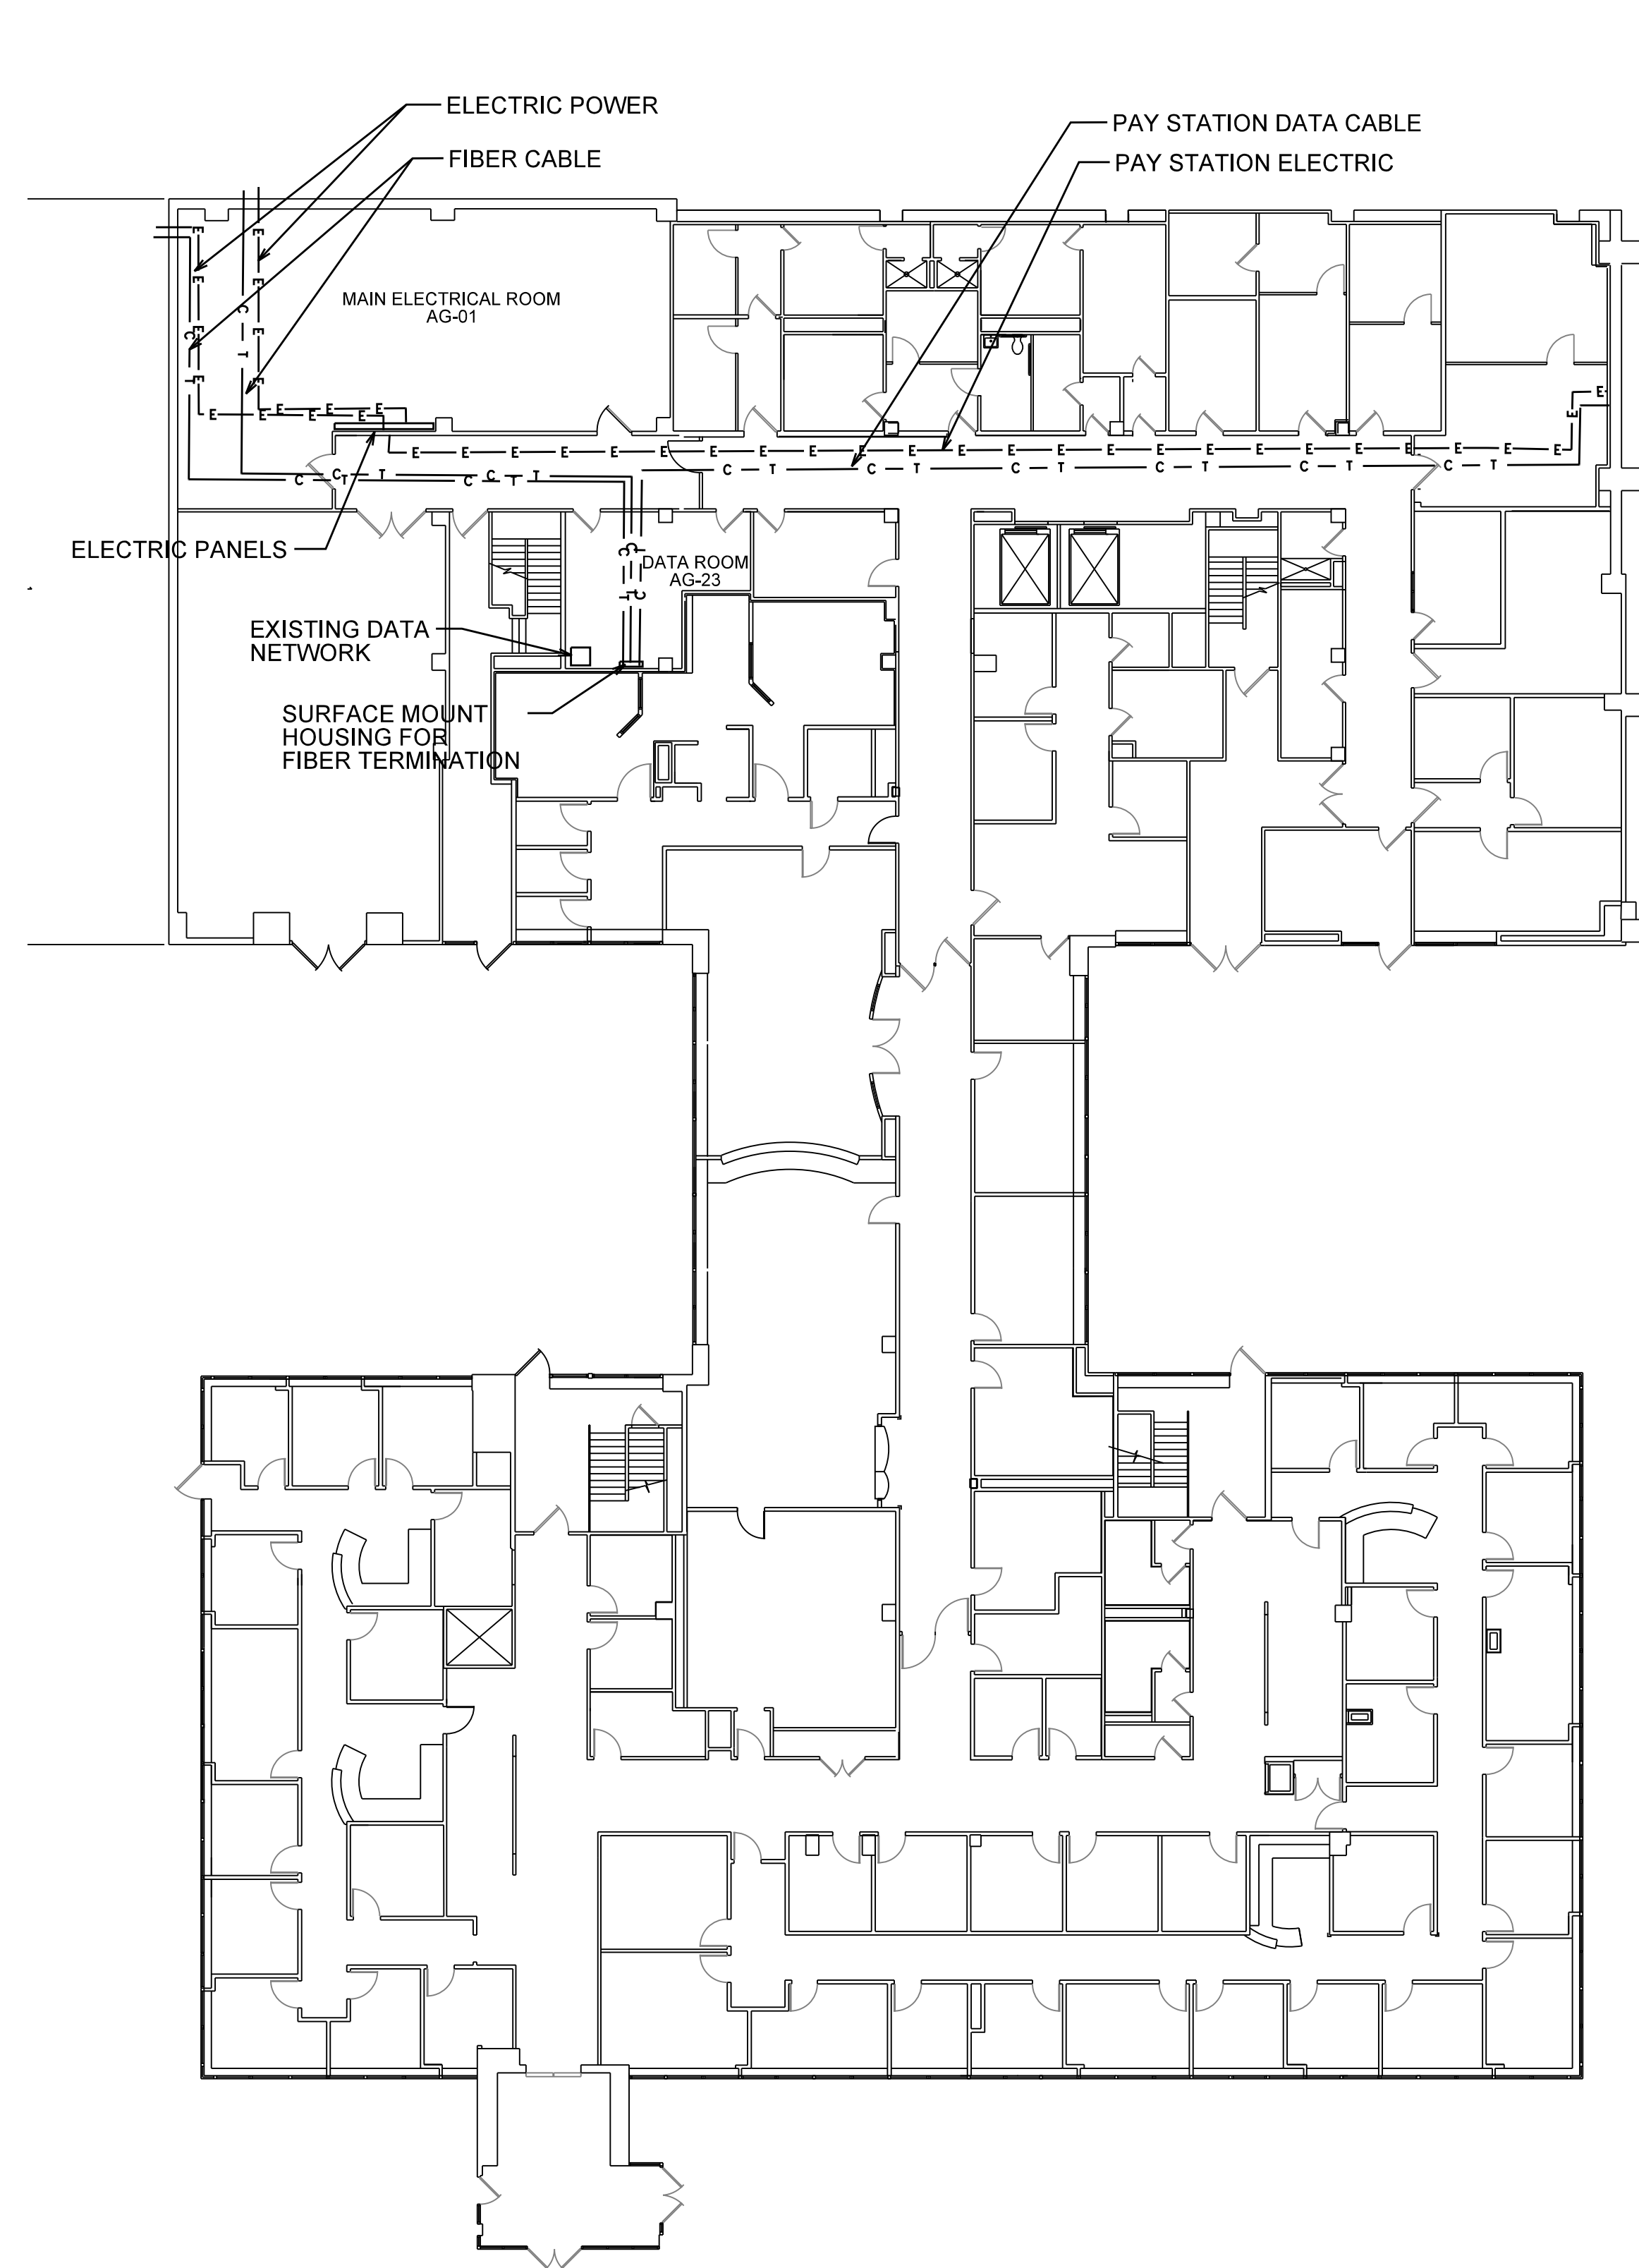 ELECTRIC POWER
FIBER CABLE
PAY STATION DATA CABLE
PAY STATION ELECTRIC
MAIN ELECTRICAL ROOM
AG-01
E E
E E
C
E E
C
T
T E E
E E E E
E E E E
E E E E E E E E E E E E E E E E E E E E E E E E
E
E
C T C T C T C T C T C T
C T T C T T
C C
C T
T
C
C
T
ELECTRIC PANELS
DATA ROOM
AG-23
EXISTING DATA
NETWORK
SURFACE MOUNT
HOUSING FOR
FIBER TERMINATION